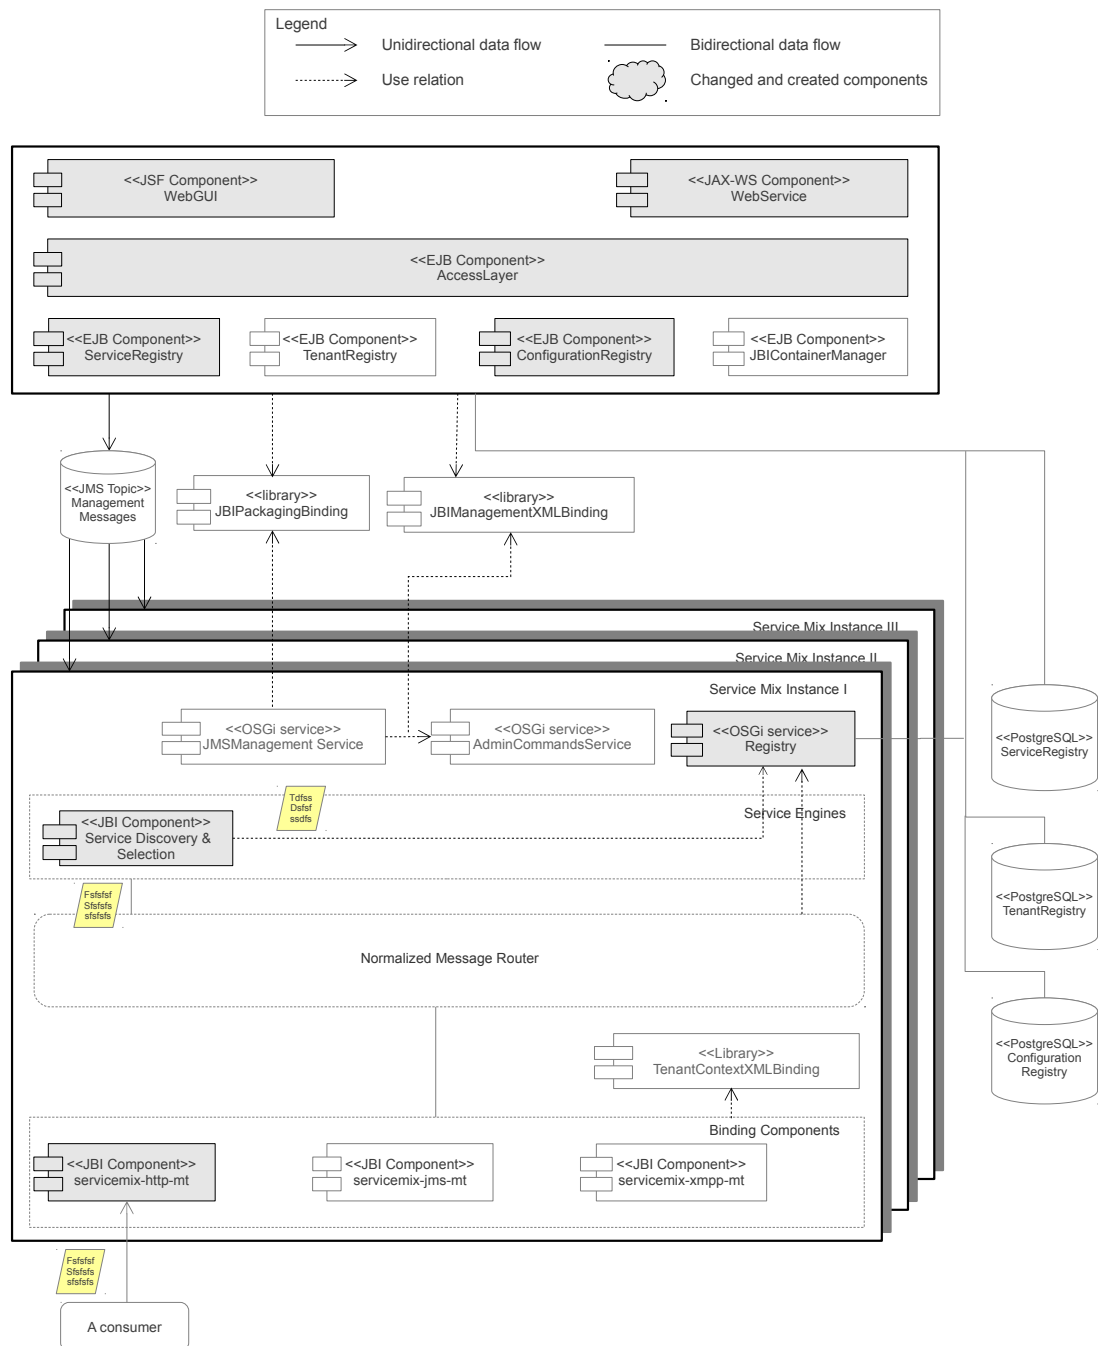 Legend
Unidirectional data flow
Bidirectional data flow
Use relation
Changed and created components
<<JSF Component>>
WebGUI
<<JAX-WS Component>>
WebService
<<EJB Component>>
AccessLayer
<<EJB Component>>
ServiceRegistry
<<EJB Component>>
TenantRegistry
<<EJB Component>>
ConfigurationRegistry
<<EJB Component>>
JBIContainerManager
<<JMS Topic>>
Management
Messages
<<library>>
JBIPackagingBinding
<<library>>
JBIManagementXMLBinding
Service Mix Instance III
Service Mix Instance II
Service Mix Instance I
<<OSGi service>>
JMSManagement Service
<<OSGi service>>
AdminCommandsService
<<OSGi service>>
Registry
<<PostgreSQL>>
ServiceRegistry
Tdfss
Dsfsf
ssdfs
Service Engines
<<JBI Component>>
Service Discovery &
Selection
Fsfsfsf
Sfsfsfs
sfsfsfs
<<PostgreSQL>>
TenantRegistry
Normalized Message Router
<<Library>>
TenantContextXMLBinding
<<PostgreSQL>>
Configuration
Registry
Binding Components
<<JBI Component>>
servicemix-http-mt
<<JBI Component>>
servicemix-jms-mt
<<JBI Component>>
servicemix-xmpp-mt
Fsfsfsf
Sfsfsfs
sfsfsfs
A consumer